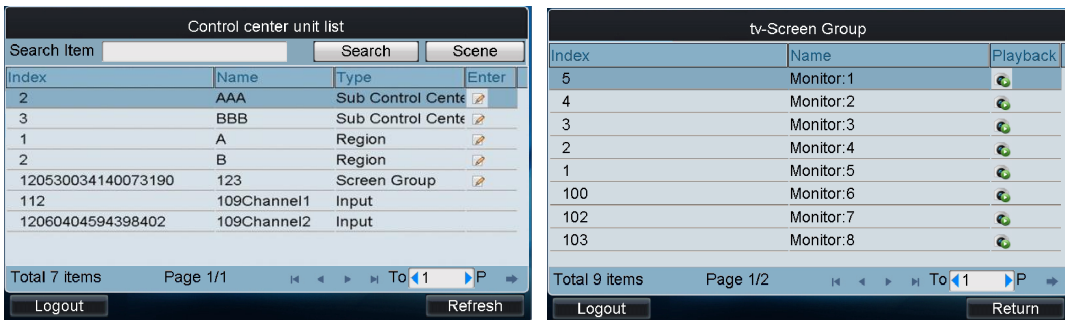 Control center unit list
Search Item Search Scene
Index Name Type Enter
2 AAA Sub Control Cente
3 BBB Sub Control Cente
1 A Region
2 B Region
120530034140073190 123 Screen Group
112 109Channel1 Input
12060404594398402 109Channel2 Input
Total 7 items Page 1/1 To 1 P
Logout Refresh
tv-Screen Group
Index Name Playback
5 Monitor:1
4 Monitor:2
3 Monitor:3
2 Monitor:4
1 Monitor:5
100 Monitor:6
102 Monitor:7
103 Monitor:8
Total 9 items Page 1/2 To 1 P
Logout Return